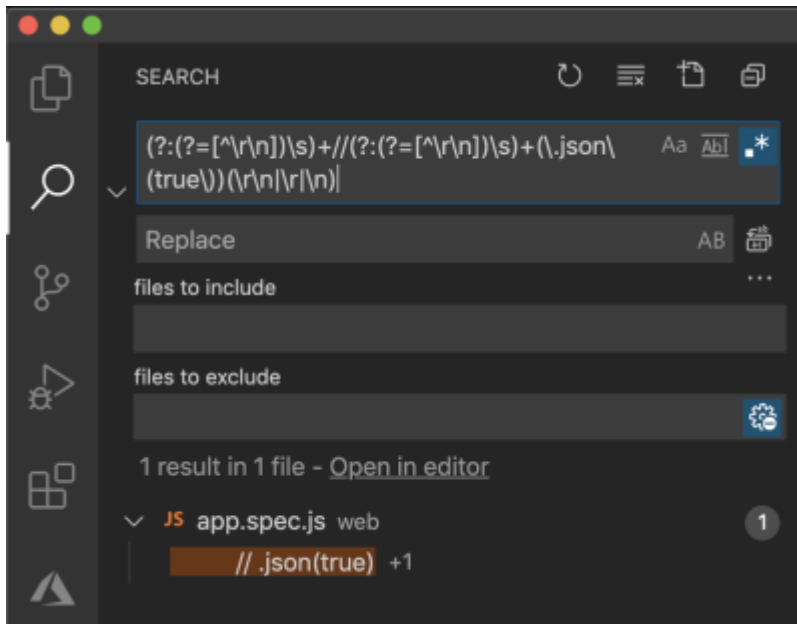 SEARCH
(?:(?=[^\r\n])\s)+//(?:(?=[^\r\n])\s)+(\.json\
(true\))(\r\n|\r|\n)
Aa Abl .*
Replace
AB
...
files to include
files to exclude
1 result in 1 file - Open in editor
JS app.spec.js web
1
// .json(true) +1